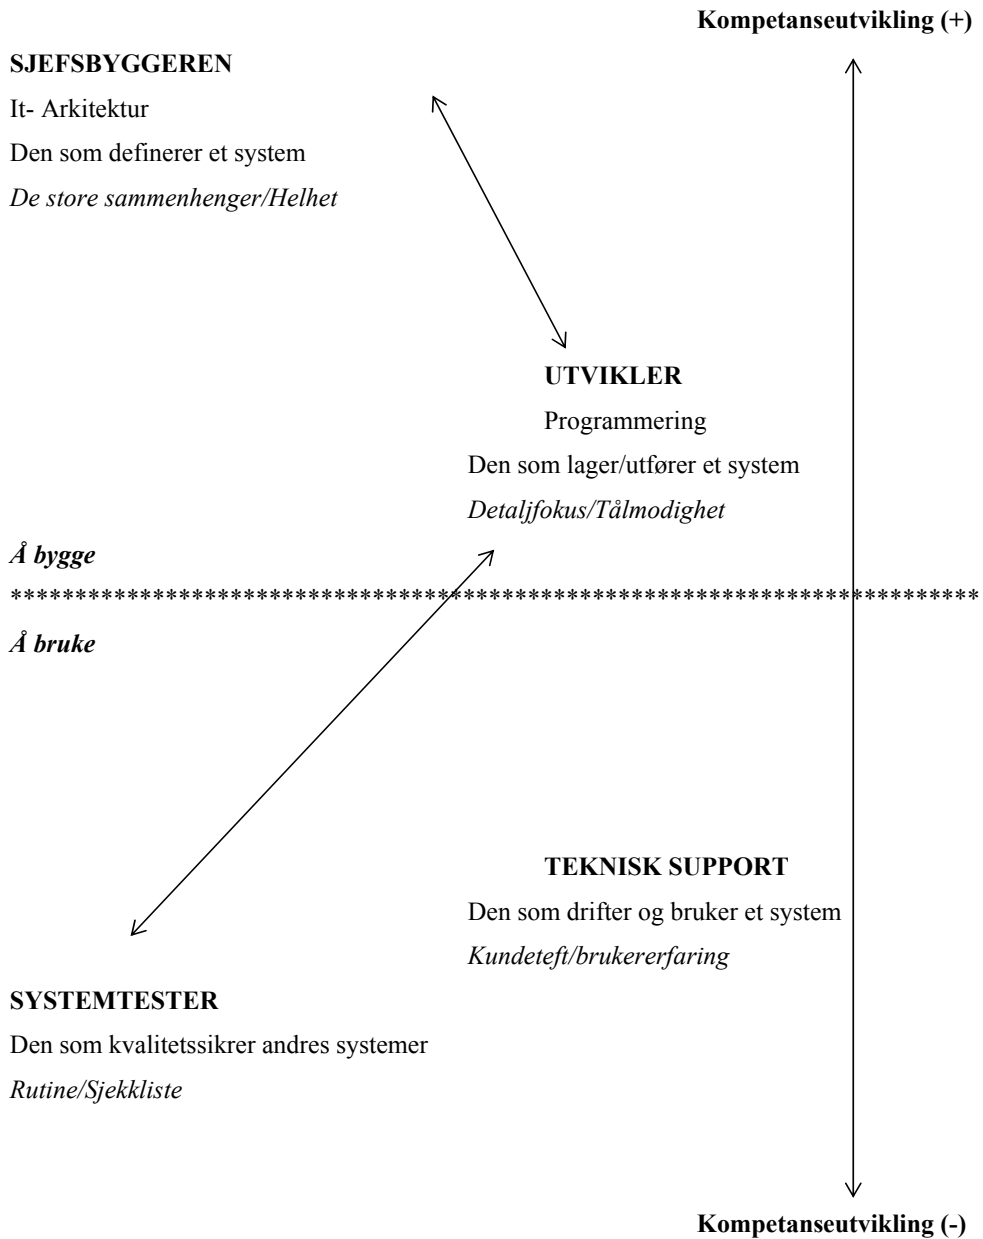 Kompetanseutvikling (+)
SJEFSBYGGEREN
It- Arkitektur
Den som definerer et system
De store sammenhenger/Helhet
UTVIKLER
Programmering
Den som lager/utfører et system
Detaljfokus/Tålmodighet
Å bygge
***************************************************************************
Å bruke
TEKNISK SUPPORT
Den som drifter og bruker et system
Kundeteft/brukererfaring
SYSTEMTESTER
Den som kvalitetssikrer andres systemer
Rutine/Sjekkliste
Kompetanseutvikling (-)